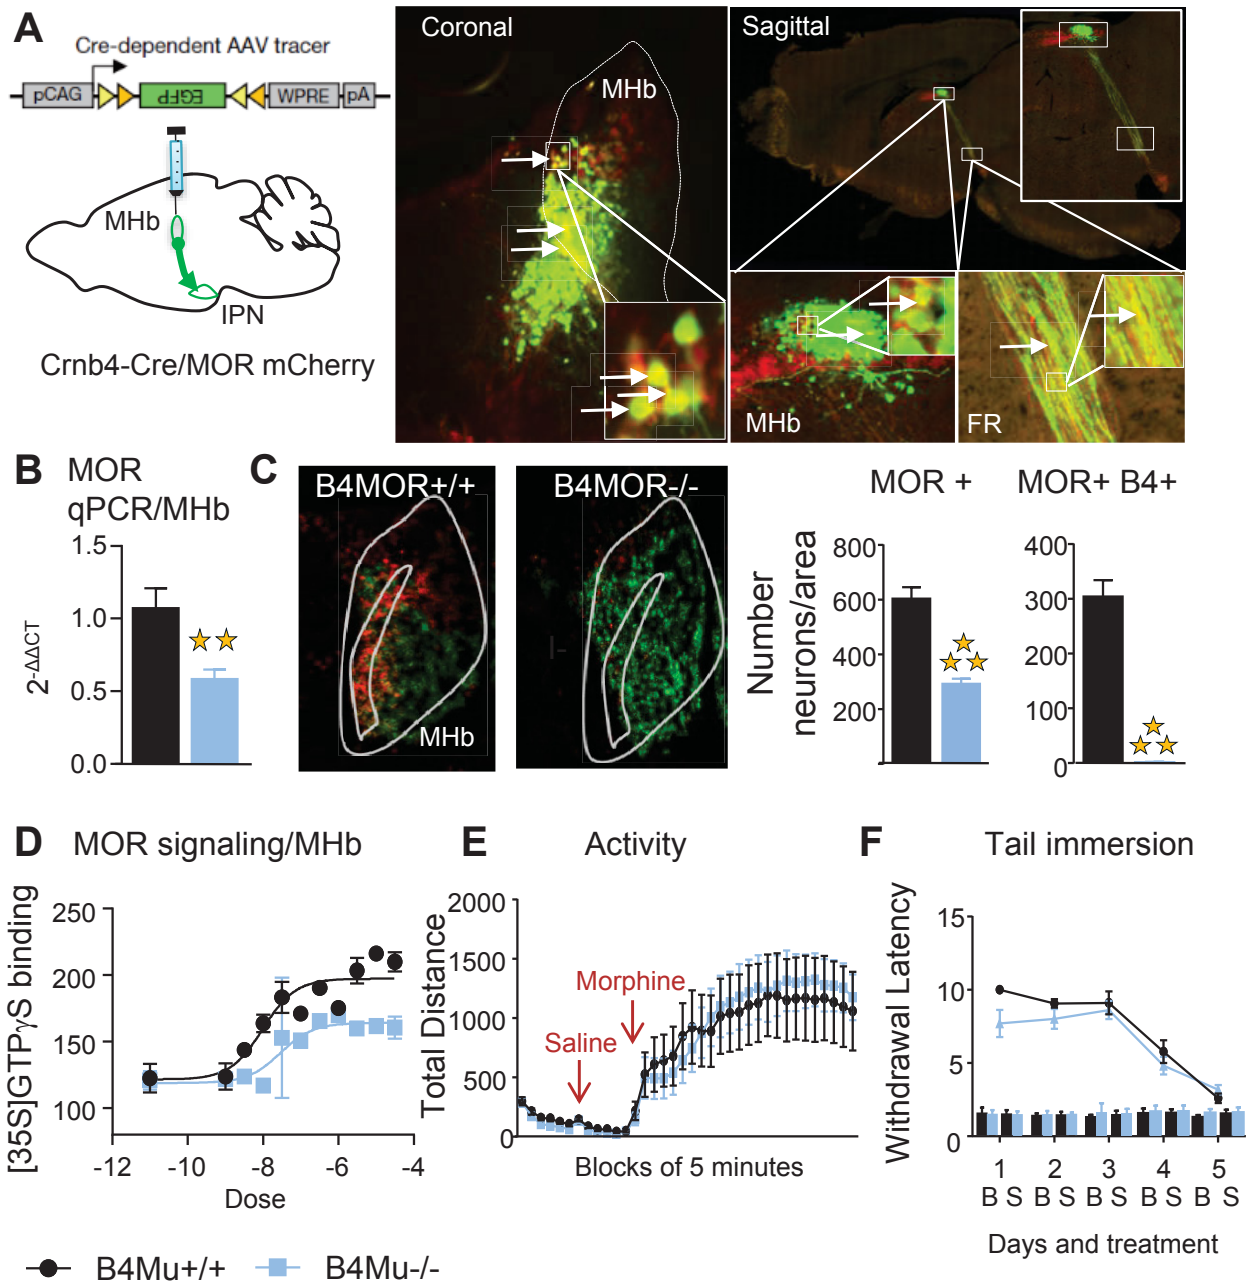 A
Cre-dependent AAV tracer
pCAG
EGFP
WPRE
pA
MHb
IPN
Crnb4-Cre/MOR mCherry
Coronal
MHb
Sagittal
MHb
FR
B
MOR
qPCR/MHb
2-ΔΔCT
1.5
1.0
0.5
0.0
C
B4MOR+/+
MHb
B4MOR-/-
MOR +
Number
neurons/area
800
600
400
200
MOR+ B4+
400
300
200
100
0
D
MOR signaling/MHb
[35S]GTPγS binding
250
200
150
100
-12
-10
-8
-6
-4
Dose
E
Activity
Total Distance
2000
1500
1000
500
0
Saline
Morphine
Blocks of 5 minutes
F
Tail immersion
Withdrawal Latency
15
10
5
0
1 2 3 4 5
B S B S B S B S B S
Days and treatment
B4Mu+/+
B4Mu-/-